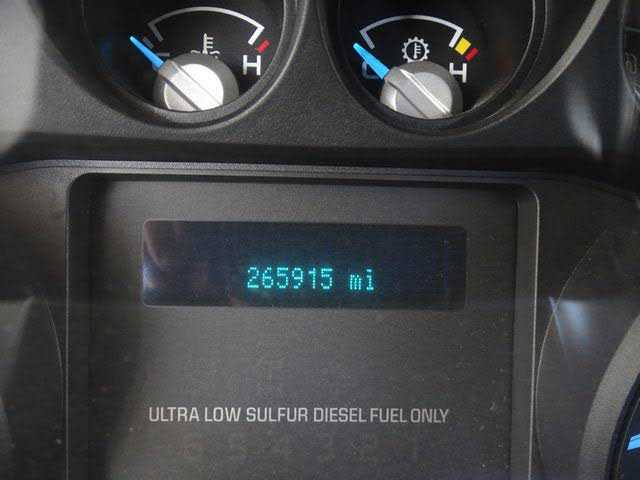 H
H
265915 mi
ULTRA LOW SULFUR DIESEL FUEL ONLY